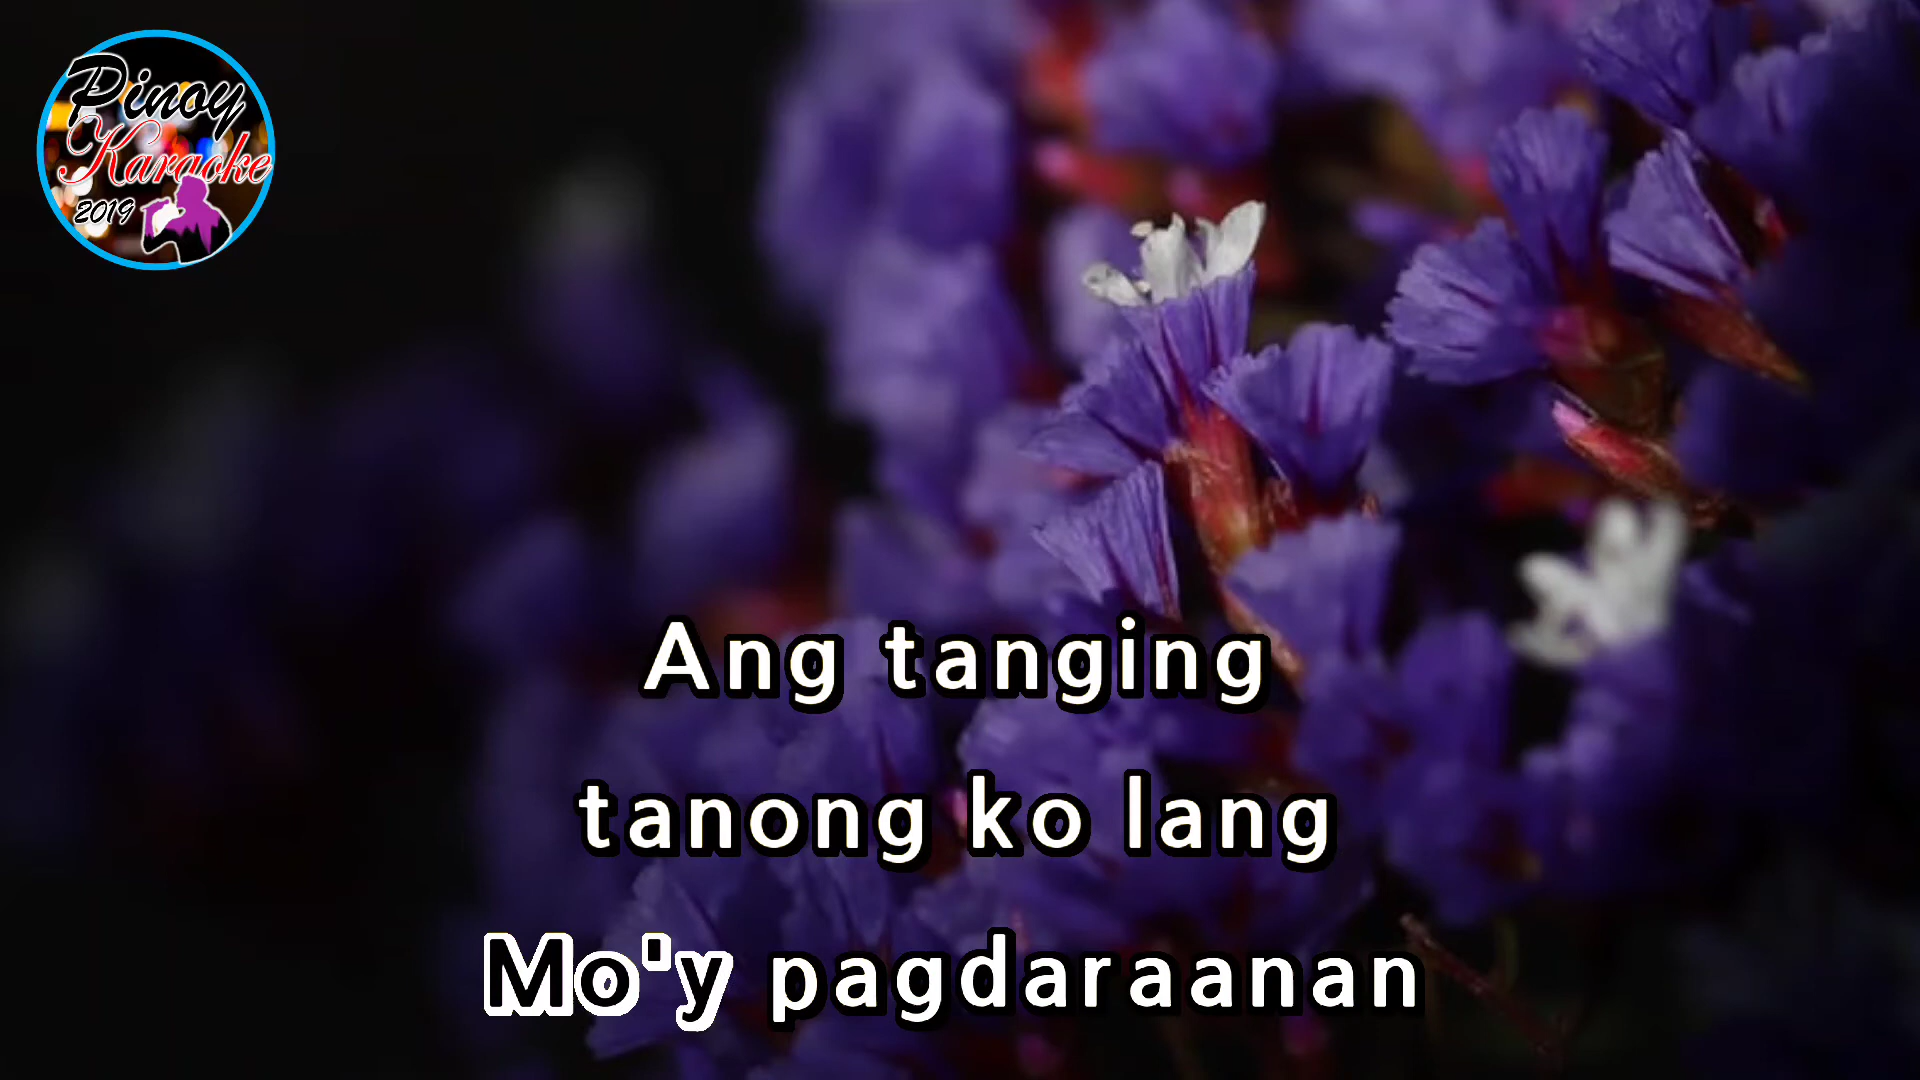 Pinoy
Karaoke
2019
Ang tanging
tanong ko lang
Mo'y pagdaraanan